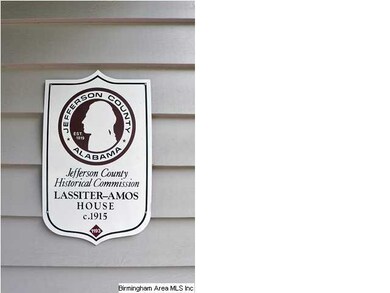 JEFFERSON COUNTY
EST.
1819
ALABAMA
Jefferson County
Historical Commission
LASSITER–AMOS
HOUSE
c.1915
Birmingham Area MLS Inc